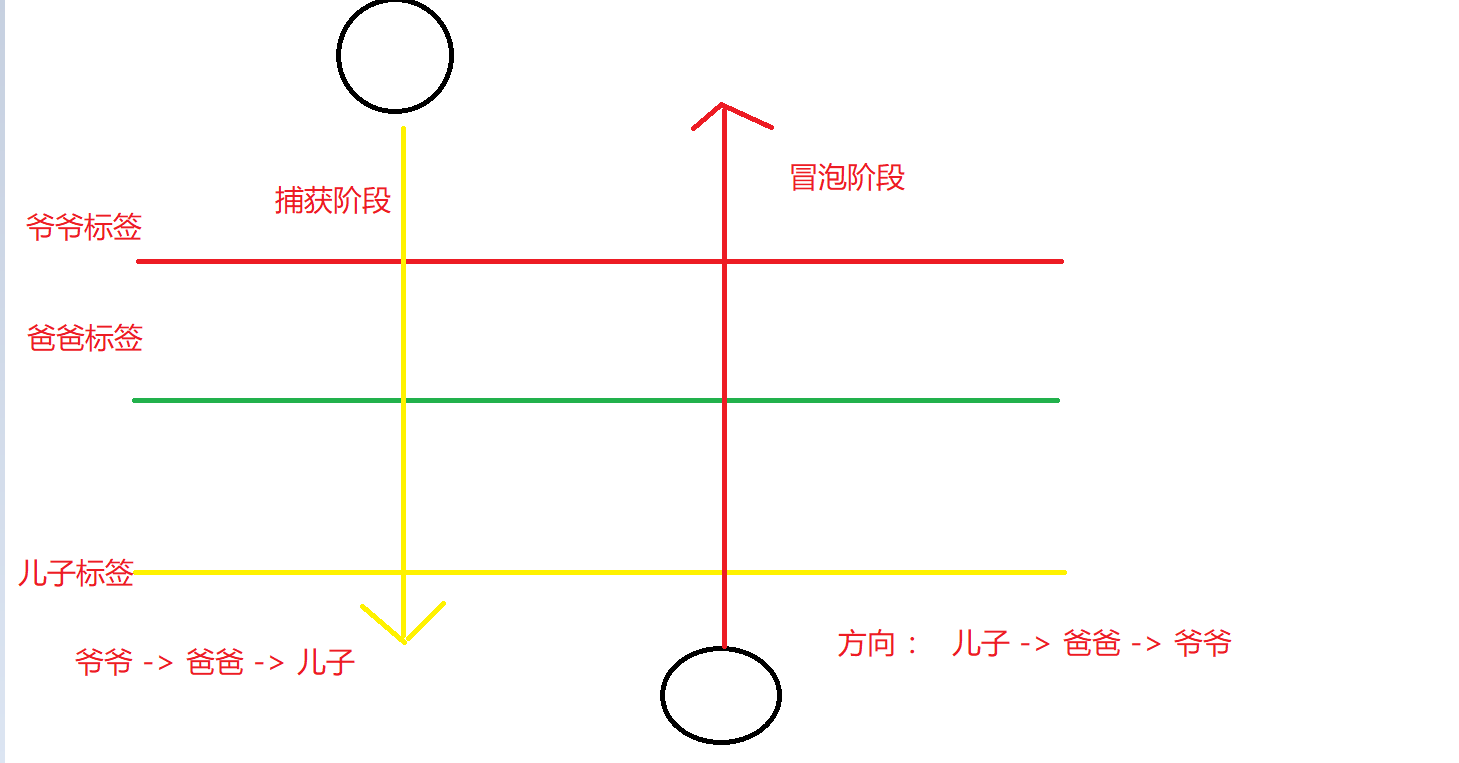 冒泡阶段
捕获阶段
爷爷标签
爸爸标签
儿子标签
方向： 儿子 -> 爸爸 -> 爷爷
爷爷 -> 爸爸 -> 儿子